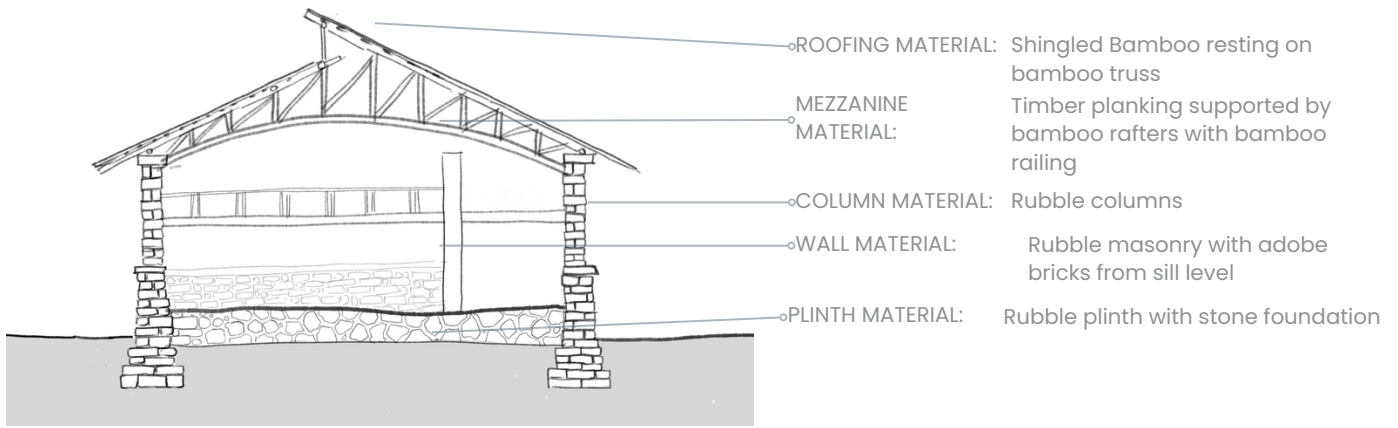 ROOFING MATERIAL: Shingled Bamboo resting on
bamboo truss
MEZZANINE Timber planking supported by
MATERIAL: bamboo rafters with bamboo
railing
COLUMN MATERIAL: Rubble columns
WALL MATERIAL: Rubble masonry with adobe
bricks from sill level
PLINTH MATERIAL: Rubble plinth with stone foundation